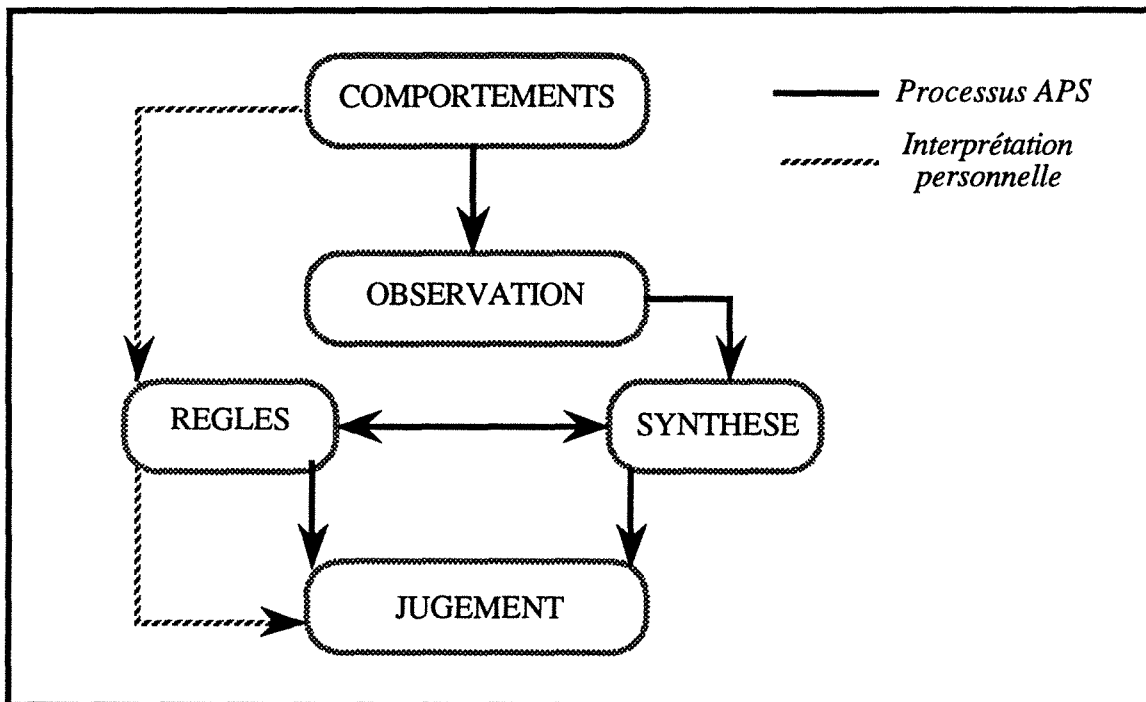 COMPORTEMENTS
Processus APS
Interprétation
personnelle
OBSERVATION
REGLES
SYNTHESE
JUGEMENT